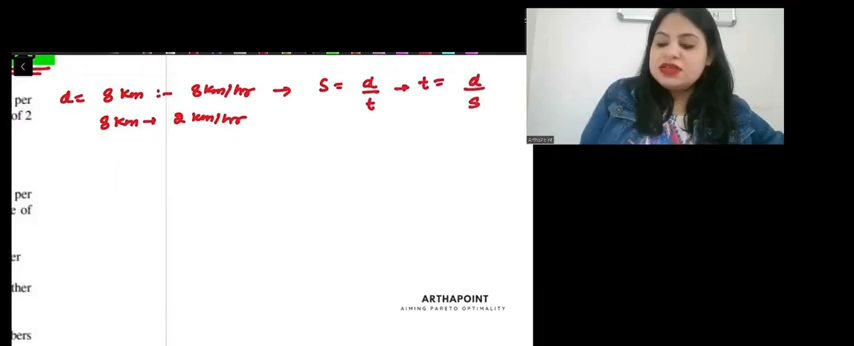 per
of 2
d = 8 km :- 8 km/hr → S = d/t → t = d/s
8 km → 2 km/hr
per
e of
er
ther
bers
ARTHAPOINT
AIMING PARETO OPTIMALITY
ArthaPoint